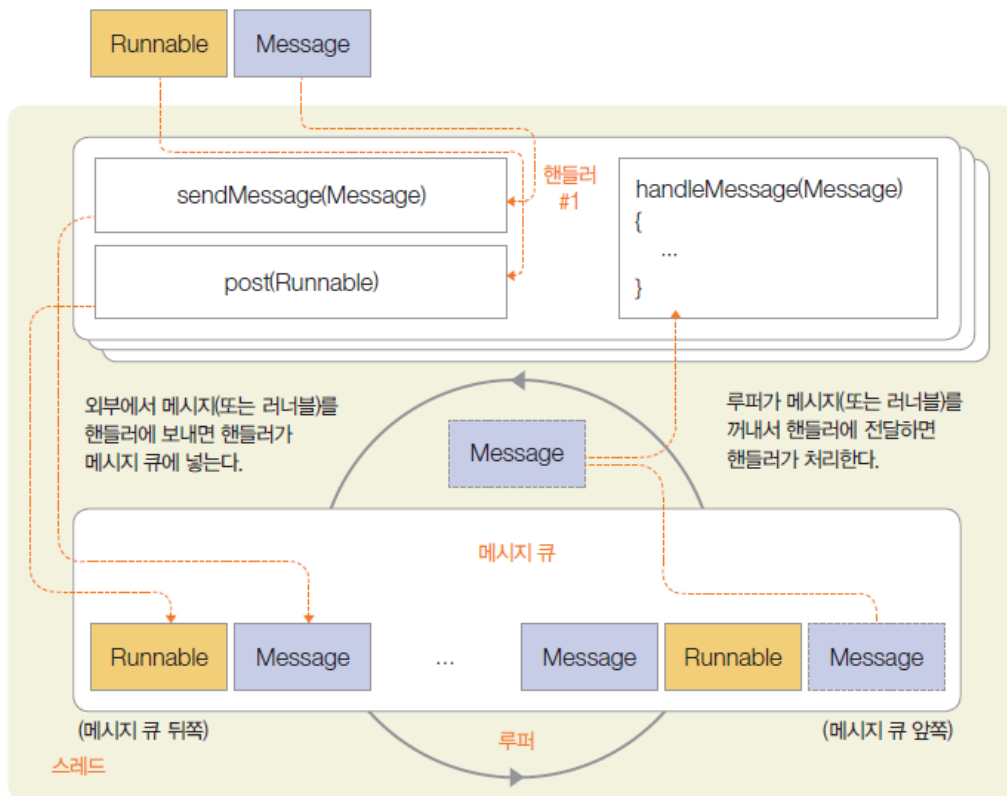 Runnable
Message
sendMessage(Message)
post(Runnable)
핸들러
#1
handleMessage(Message)
{
...
}
외부에서 메시지(또는 러너블)를
핸들러에 보내면 핸들러가
메시지 큐에 넣는다.
Message
루퍼가 메시지(또는 러너블)를
꺼내서 핸들러에 전달하면
핸들러가 처리한다.
메시지 큐
Runnable
Message
...
Message
Runnable
Message
(메시지 큐 뒤쪽)
루퍼
(메시지 큐 앞쪽)
스레드